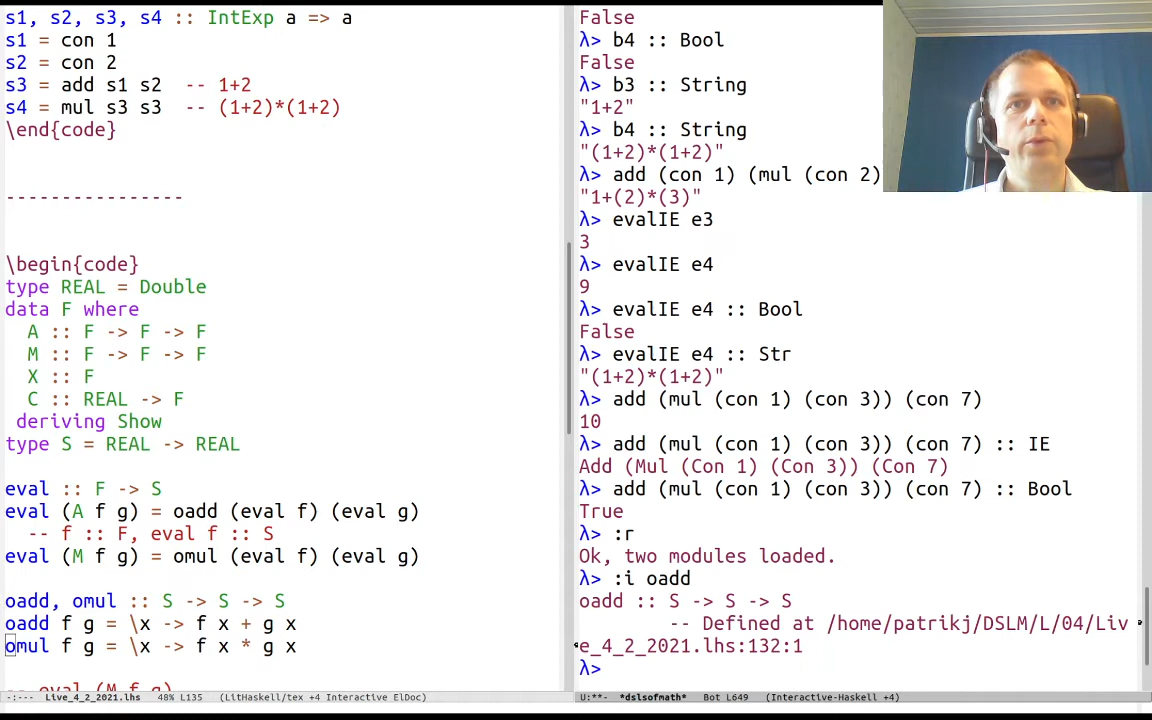 s1, s2, s3, s4 :: IntExp a => a
s1 = con 1
s2 = con 2
s3 = add s1 s2  -- 1+2
s4 = mul s3 s3  -- (1+2)*(1+2)
\end{code}
----------------
\begin{code}
type REAL = Double
data F where
  A :: F -> F -> F
  M :: F -> F -> F
  X :: F
  C :: REAL -> F
 deriving Show
type S = REAL -> REAL
eval :: F -> S
eval (A f g) = oadd (eval f) (eval g)
  -- f :: F, eval f :: S
eval (M f g) = omul (eval f) (eval g)
oadd, omul :: S -> S -> S
oadd f g = \x -> f x + g x
omul f g = \x -> f x * g x
-- eval (M f g)
-:---  Live_4_2_2021.lhs   48% L135   (LitHaskell/tex +4 Interactive ElDoc)
False
λ> b4 :: Bool
False
λ> b3 :: String
"1+2"
λ> b4 :: String
"(1+2)*(1+2)"
λ> add (con 1) (mul (con 2)
"1+(2)*(3)"
λ> evalIE e3
3
λ> evalIE e4
9
λ> evalIE e4 :: Bool
False
λ> evalIE e4 :: Str
"(1+2)*(1+2)"
λ> add (mul (con 1) (con 3)) (con 7)
10
λ> add (mul (con 1) (con 3)) (con 7) :: IE
Add (Mul (Con 1) (Con 3)) (Con 7)
λ> add (mul (con 1) (con 3)) (con 7) :: Bool
True
λ> :r
Ok, two modules loaded.
λ> :i oadd
oadd :: S -> S -> S
        -- Defined at /home/patrikj/DSLM/L/04/Liv
e_4_2_2021.lhs:132:1
λ>
U:**-  *dslsofmath*   Bot L649   (Interactive-Haskell +4)